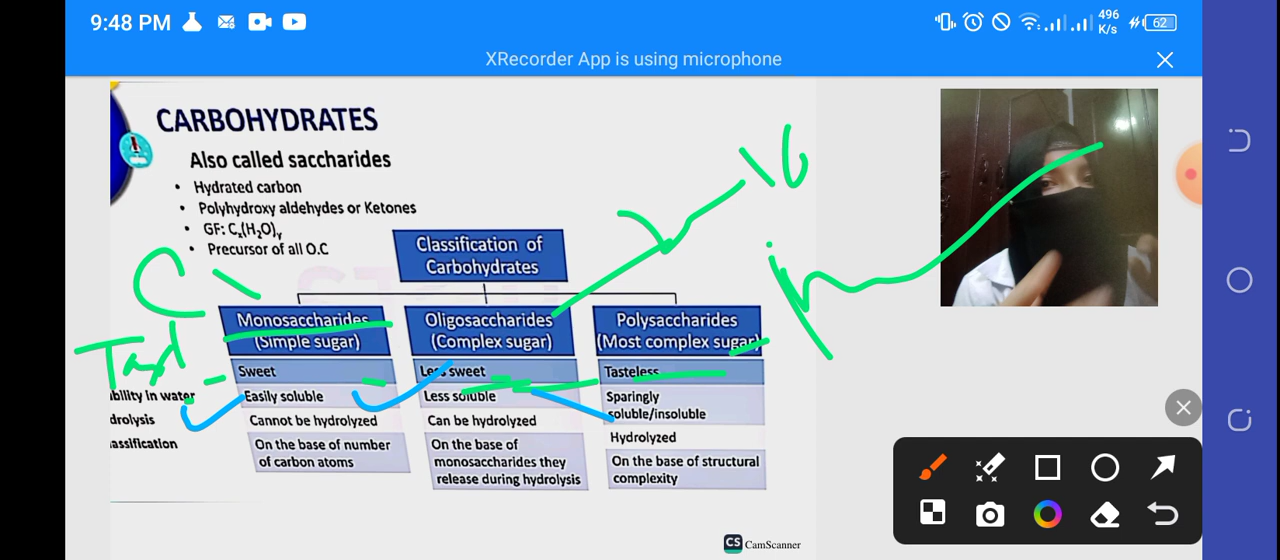 9:48 PM
496
K/s
62
XRecorder App is using microphone
CARBOHYDRATES
Also called saccharides
• Hydrated carbon
• Polyhydroxy aldehydes or Ketones
• GF: Cₓ(H₂O)ᵧ
• Precursor of all O.C
Classification of
Carbohydrates
Monosaccharides
(Simple sugar)
Oligosaccharides
(Complex sugar)
Polysaccharides
(Most complex sugar)
Sweet
Less sweet
Tasteless
bility in water
Easily soluble
Less soluble
Sparingly
soluble/insoluble
drolysis
Cannot be hydrolyzed
Can be hydrolyzed
Hydrolyzed
assification
On the base of number
of carbon atoms
On the base of
monosaccharides they
release during hydrolysis
On the base of structural
complexity
CS CamScanner